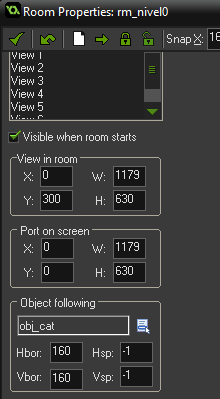 Room Properties: rm_nivel0
Snap X: 16
View 1
View 2
View 3
View 4
View 5
View 6
Visible when room starts
View in room
X: 0 W: 1179
Y: 300 H: 630
Port on screen
X: 0 W: 1179
Y: 0 H: 630
Object following
obj_cat
Hbor: 160 Hsp: -1
Vbor: 160 Vsp: -1